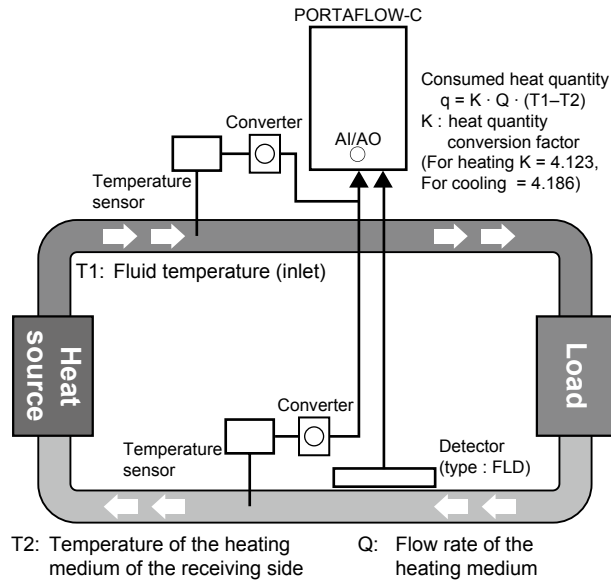 PORTAFLOW-C
Consumed heat quantity
q = K · Q · (T1–T2)
K : heat quantity
conversion factor
(For heating K = 4.123,
For cooling = 4.186)
Converter
AI/AO
Temperature
sensor
T1: Fluid temperature (inlet)
Heat
source
Load
Converter
Temperature
sensor
Detector
(type : FLD)
T2: Temperature of the heating
medium of the receiving side
Q: Flow rate of the
heating medium